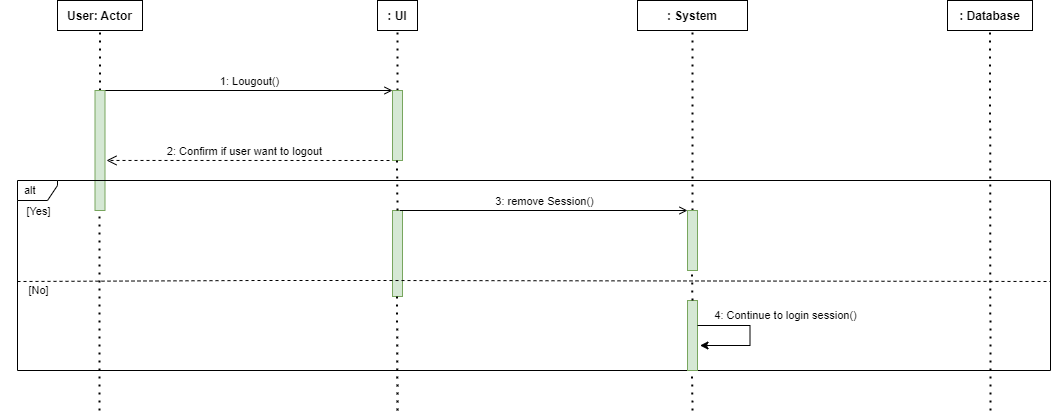 User: Actor
: UI
: System
: Database
1: Lougout()
2: Confirm if user want to logout
alt
[Yes]
3: remove Session()
[No]
4: Continue to login session()